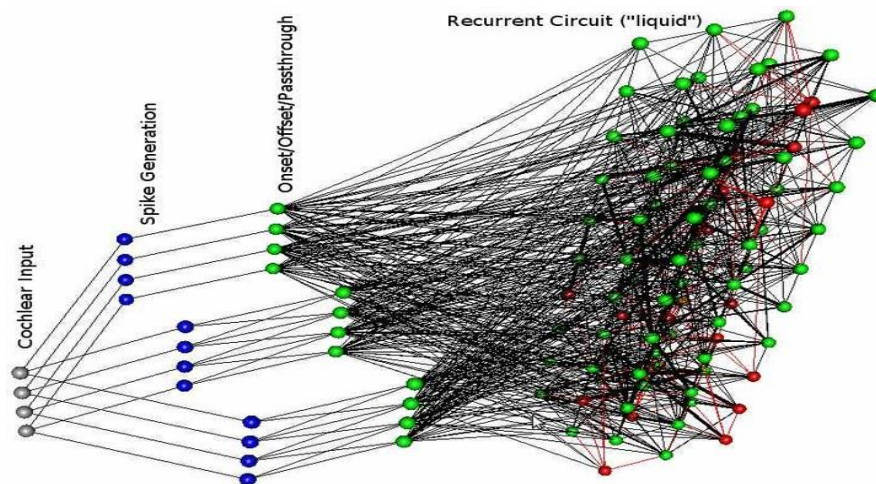 Recurrent Circuit ("liquid")
Onset/Offset/Passthrough
Spike Generation
Cochlear Input